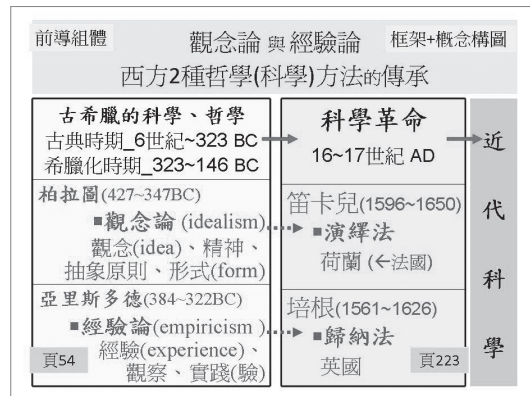 前導組體
觀念論 與 經驗論
框架+概念構圖
西方2種哲學(科學)方法的傳承
古希臘的科學、哲學
古典時期_6世紀~323 BC
希臘化時期_323~146 BC
柏拉圖(427~347BC)
■觀念論 (idealism)
觀念(idea)、精神、
抽象原則、形式(form)
亞里斯多德(384~322BC)
■經驗論(empiricism )
經驗(experience)、
觀察、實踐(驗)
頁54
科學革命
16~17世紀 AD
笛卡兒(1596~1650)
■演繹法
荷蘭 (←法國)
培根(1561~1626)
■歸納法
英國
頁223
近
代
科
學